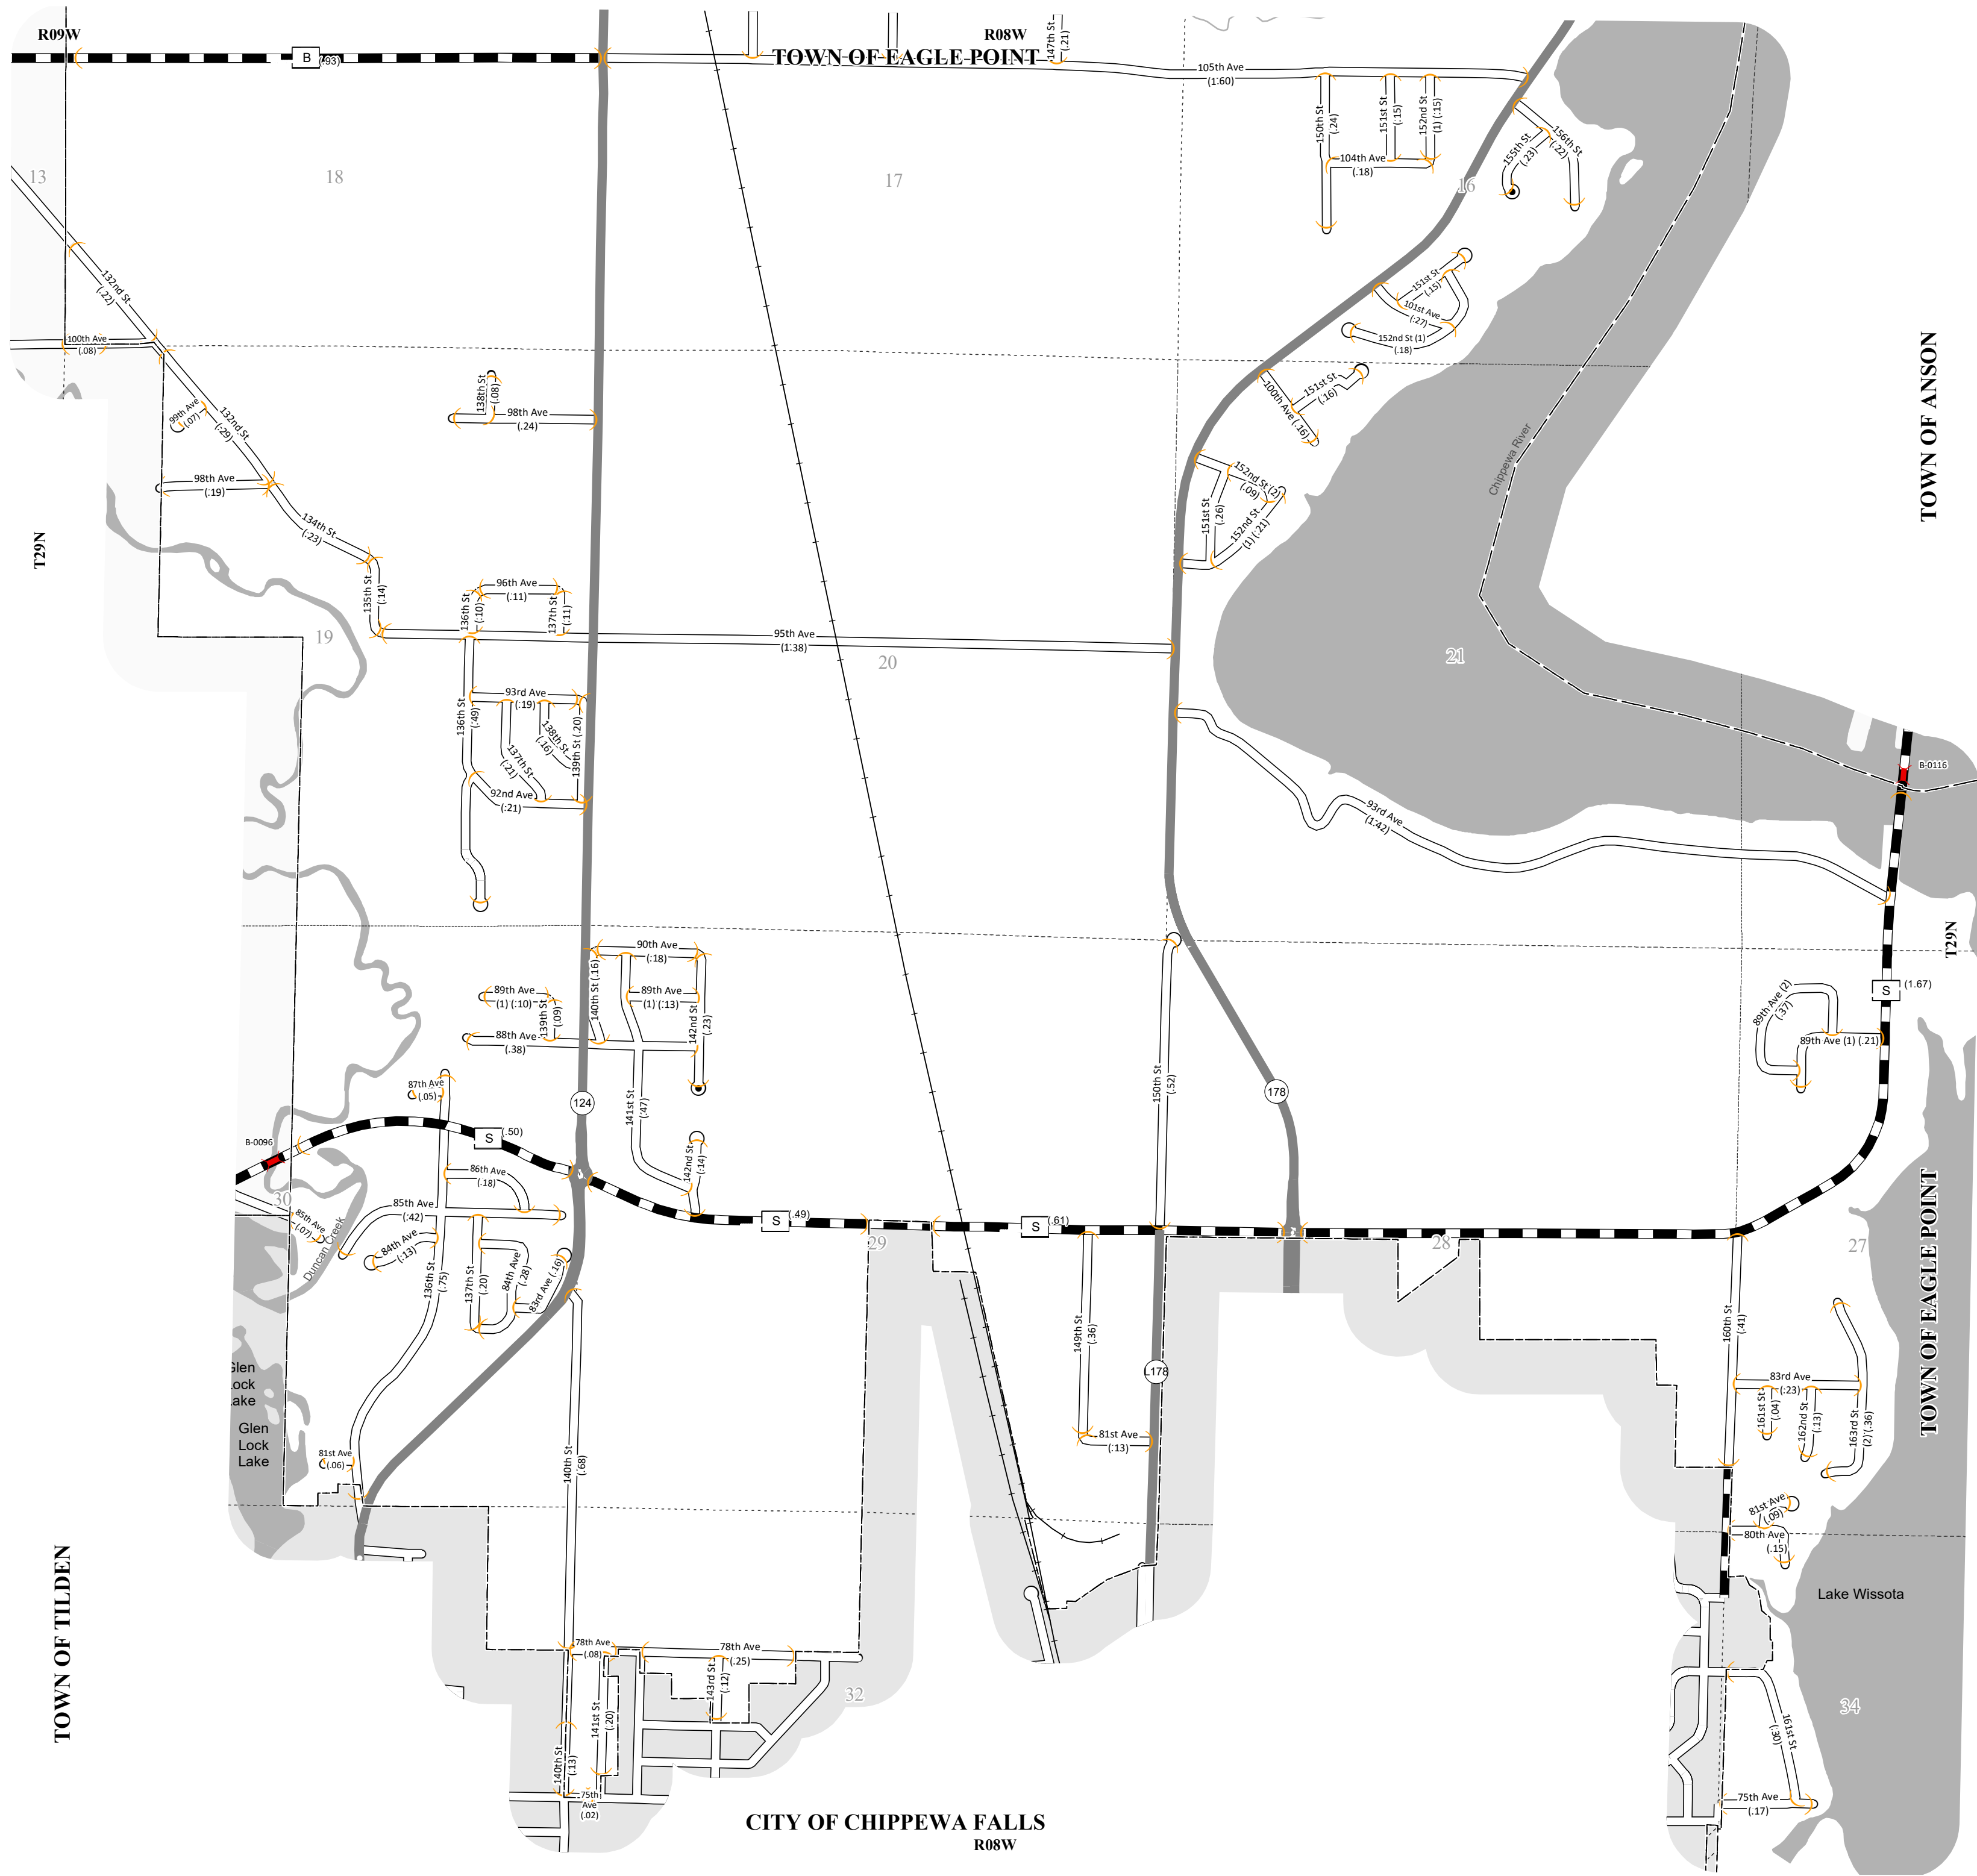 R09W
R08W
B
(.93)
TOWN OF EAGLE POINT
147th St
(.21)
105th Ave
(1.60)
150th St
(.24)
151st St
(.15)
152nd St
(1) (.15)
104th Ave
(.18)
155th St
(.23)
156th St
(.22)
13
18
17
16
132nd St
(.22)
100th Ave
(.08)
151st St
(.15)
101st Ave
(.27)
152nd St (1)
(.18)
TOWN OF ANSON
138th St
(.08)
98th Ave
(.24)
99th Ave
(.07)
132nd St
(.29)
100th Ave
(.16)
151st St
(.16)
Chippewa River
98th Ave
(.19)
152nd St (2)
(.09)
151st St
(.26)
152nd St
(1) (.21)
134th St
(.23)
T29N
135th St
(.14)
96th Ave
(.11)
136th St
(.10)
137th St
(.11)
19
95th Ave
(1.38)
20
21
93rd Ave
(.19)
136th St
(.49)
137th St
(.21)
138th St
(.16)
139th St (.20)
92nd Ave
(.21)
B-0116
93rd Ave
(1.42)
T29N
90th Ave
(.18)
140th St (.16)
89th Ave
(1) (.10)
139th St
(.09)
89th Ave
(1) (.13)
142nd St
(.23)
88th Ave
(.38)
S
(1.67)
89th Ave (2)
(.37)
89th Ave (1) (.21)
87th Ave
(.05)
124
141st St
(.47)
150th St
(.52)
178
B-0096
S
(.50)
142nd St
(.14)
86th Ave
(.18)
30
85th Ave
(.07)
85th Ave
(.42)
84th Ave
(.13)
Duncan Creek
136th St
(.75)
137th St
(.20)
84th Ave
(.28)
83rd Ave (.16)
S
(.49)
S
(.61)
29
28
27
149th St
(.36)
160th St
(.41)
TOWN OF EAGLE POINT
L178
Glen
Lock
Lake
Glen
Lock
Lake
83rd Ave
(.23)
161st St
(.04)
162nd St
(.13)
163rd St
(2) (.36)
81st Ave
(.13)
81st Ave
(.06)
140th St
(.68)
81st Ave
(.09)
80th Ave
(.15)
TOWN OF TILDEN
Lake Wissota
78th Ave
(.08)
78th Ave
(.25)
143rd St
(.12)
32
34
141st St
(.20)
140th St
(.13)
161st St
(.30)
75th
Ave
(.02)
75th Ave
(.17)
CITY OF CHIPPEWA FALLS
R08W